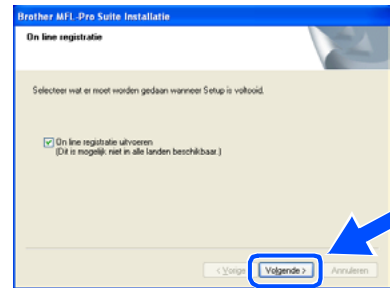 Brother MFL-Pro Suite Installatie
On line registratie
Selecteer wat er moet worden gedaan wanneer Setup is voltooid.
On line registratie uitvoeren
(Dit is mogelijk niet in alle landen beschikbaar.)
< Vorige
Volgende >
Annuleren